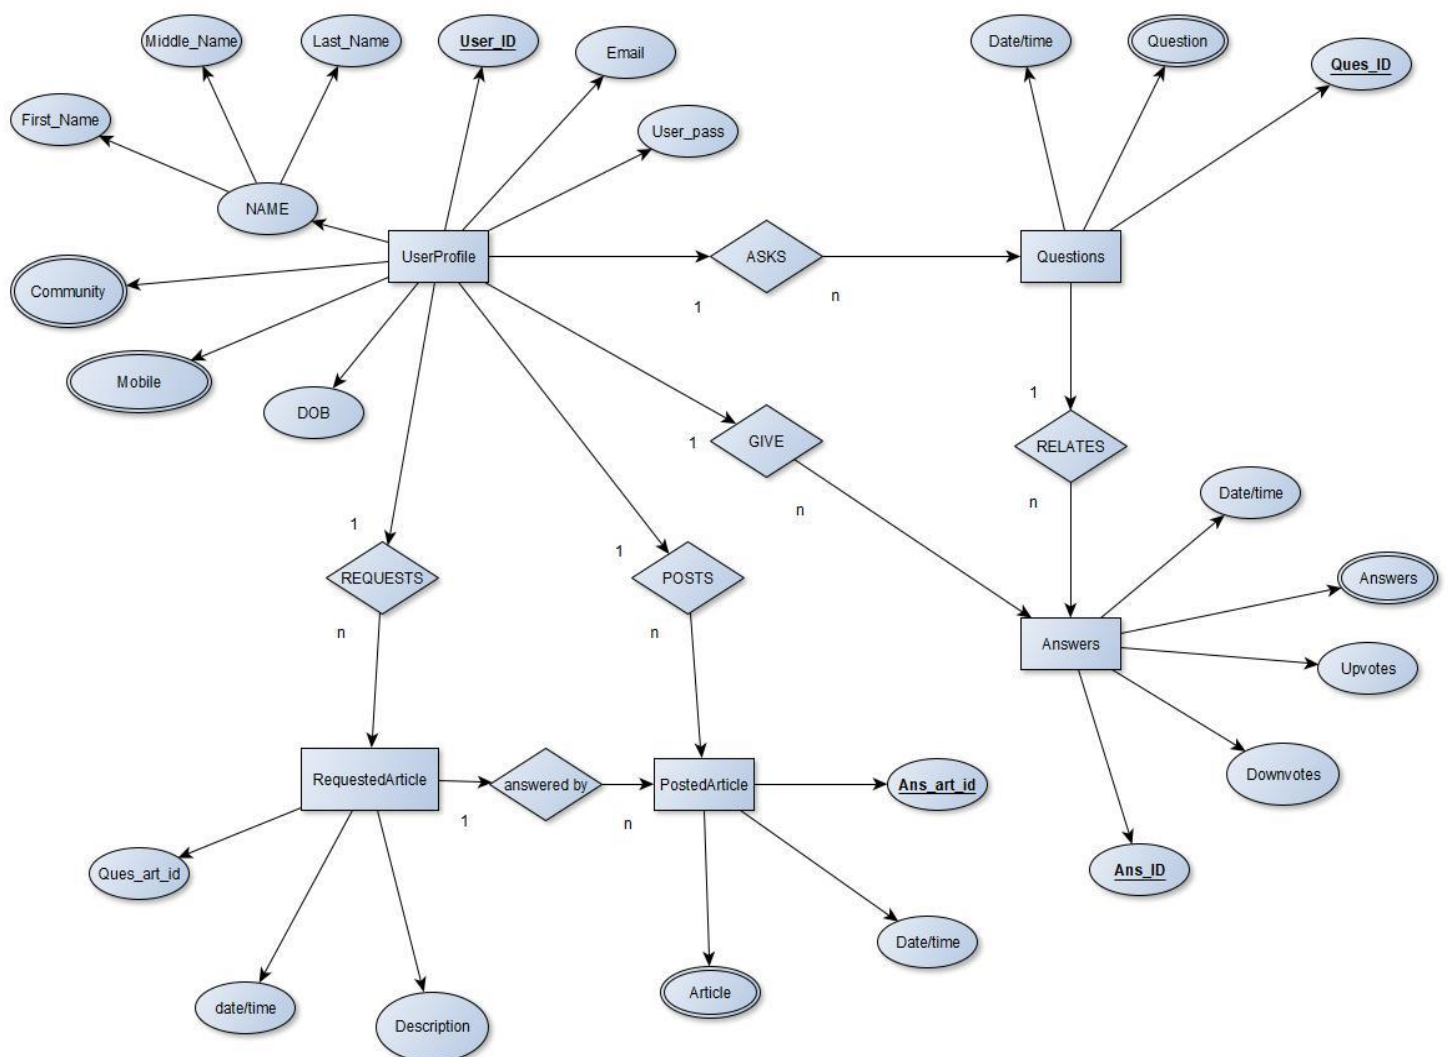 Middle_Name
Last_Name
User_ID
Email
Date/time
Question
Ques_ID
First_Name
User_pass
NAME
UserProfile
ASKS
Questions
Community
1
n
Mobile
DOB
1
GIVE
1
RELATES
n
n
Date/time
1
1
REQUESTS
POSTS
Answers
n
n
Answers
Upvotes
RequestedArticle
answered by
PostedArticle
Ans_art_id
Downvotes
1
n
Ques_art_id
Ans_ID
Date/time
Article
date/time
Description